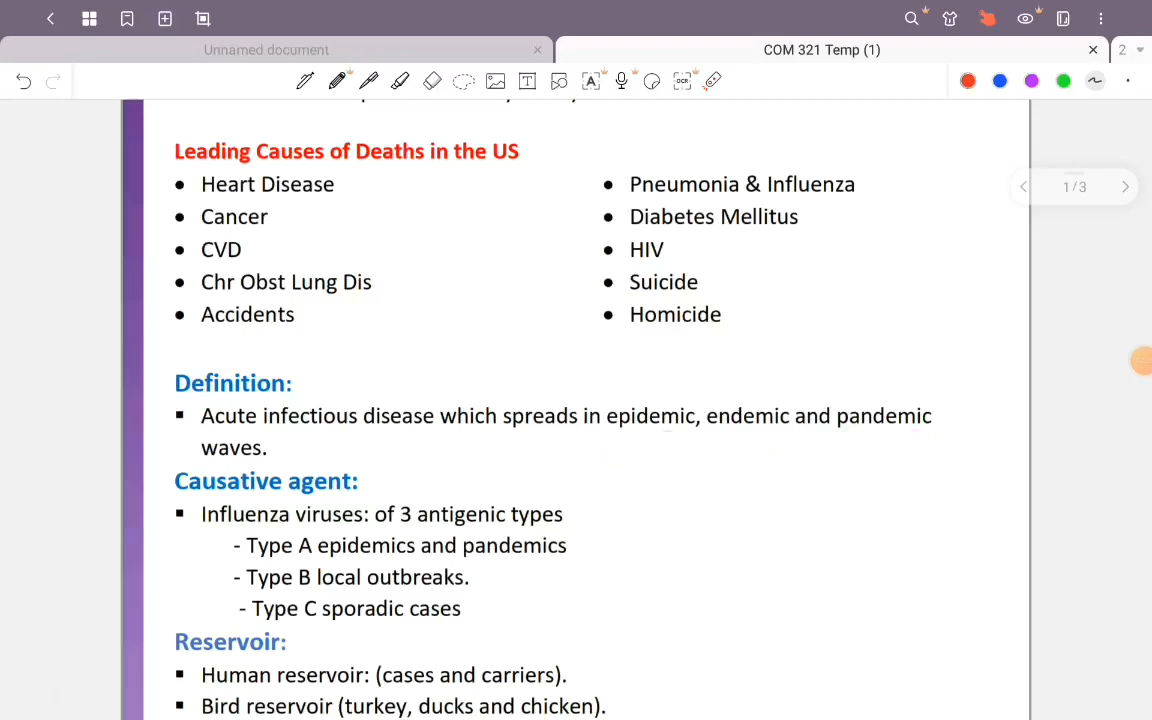 Unnamed document
COM 321 Temp (1)
2
A
T
OCR
Leading Causes of Deaths in the US
• Heart Disease
• Cancer
• CVD
• Chr Obst Lung Dis
• Accidents
• Pneumonia & Influenza
• Diabetes Mellitus
• HIV
• Suicide
• Homicide
1/3
Definition:
▪ Acute infectious disease which spreads in epidemic, endemic and pandemic
waves.
Causative agent:
▪ Influenza viruses: of 3 antigenic types
- Type A epidemics and pandemics
- Type B local outbreaks.
- Type C sporadic cases
Reservoir:
▪ Human reservoir: (cases and carriers).
▪ Bird reservoir (turkey, ducks and chicken).